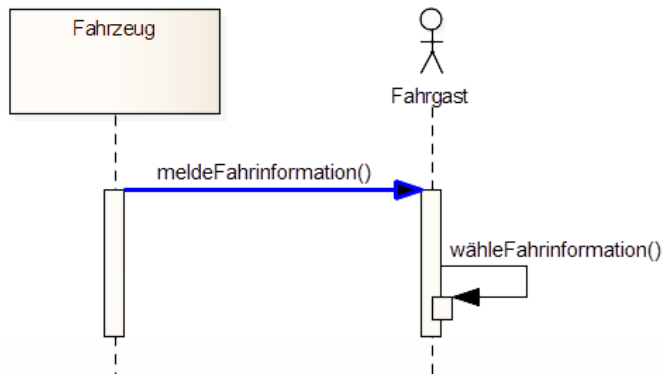 Fahrzeug
Fahrgast
meldeFahrinformation()
wähleFahrinformation()